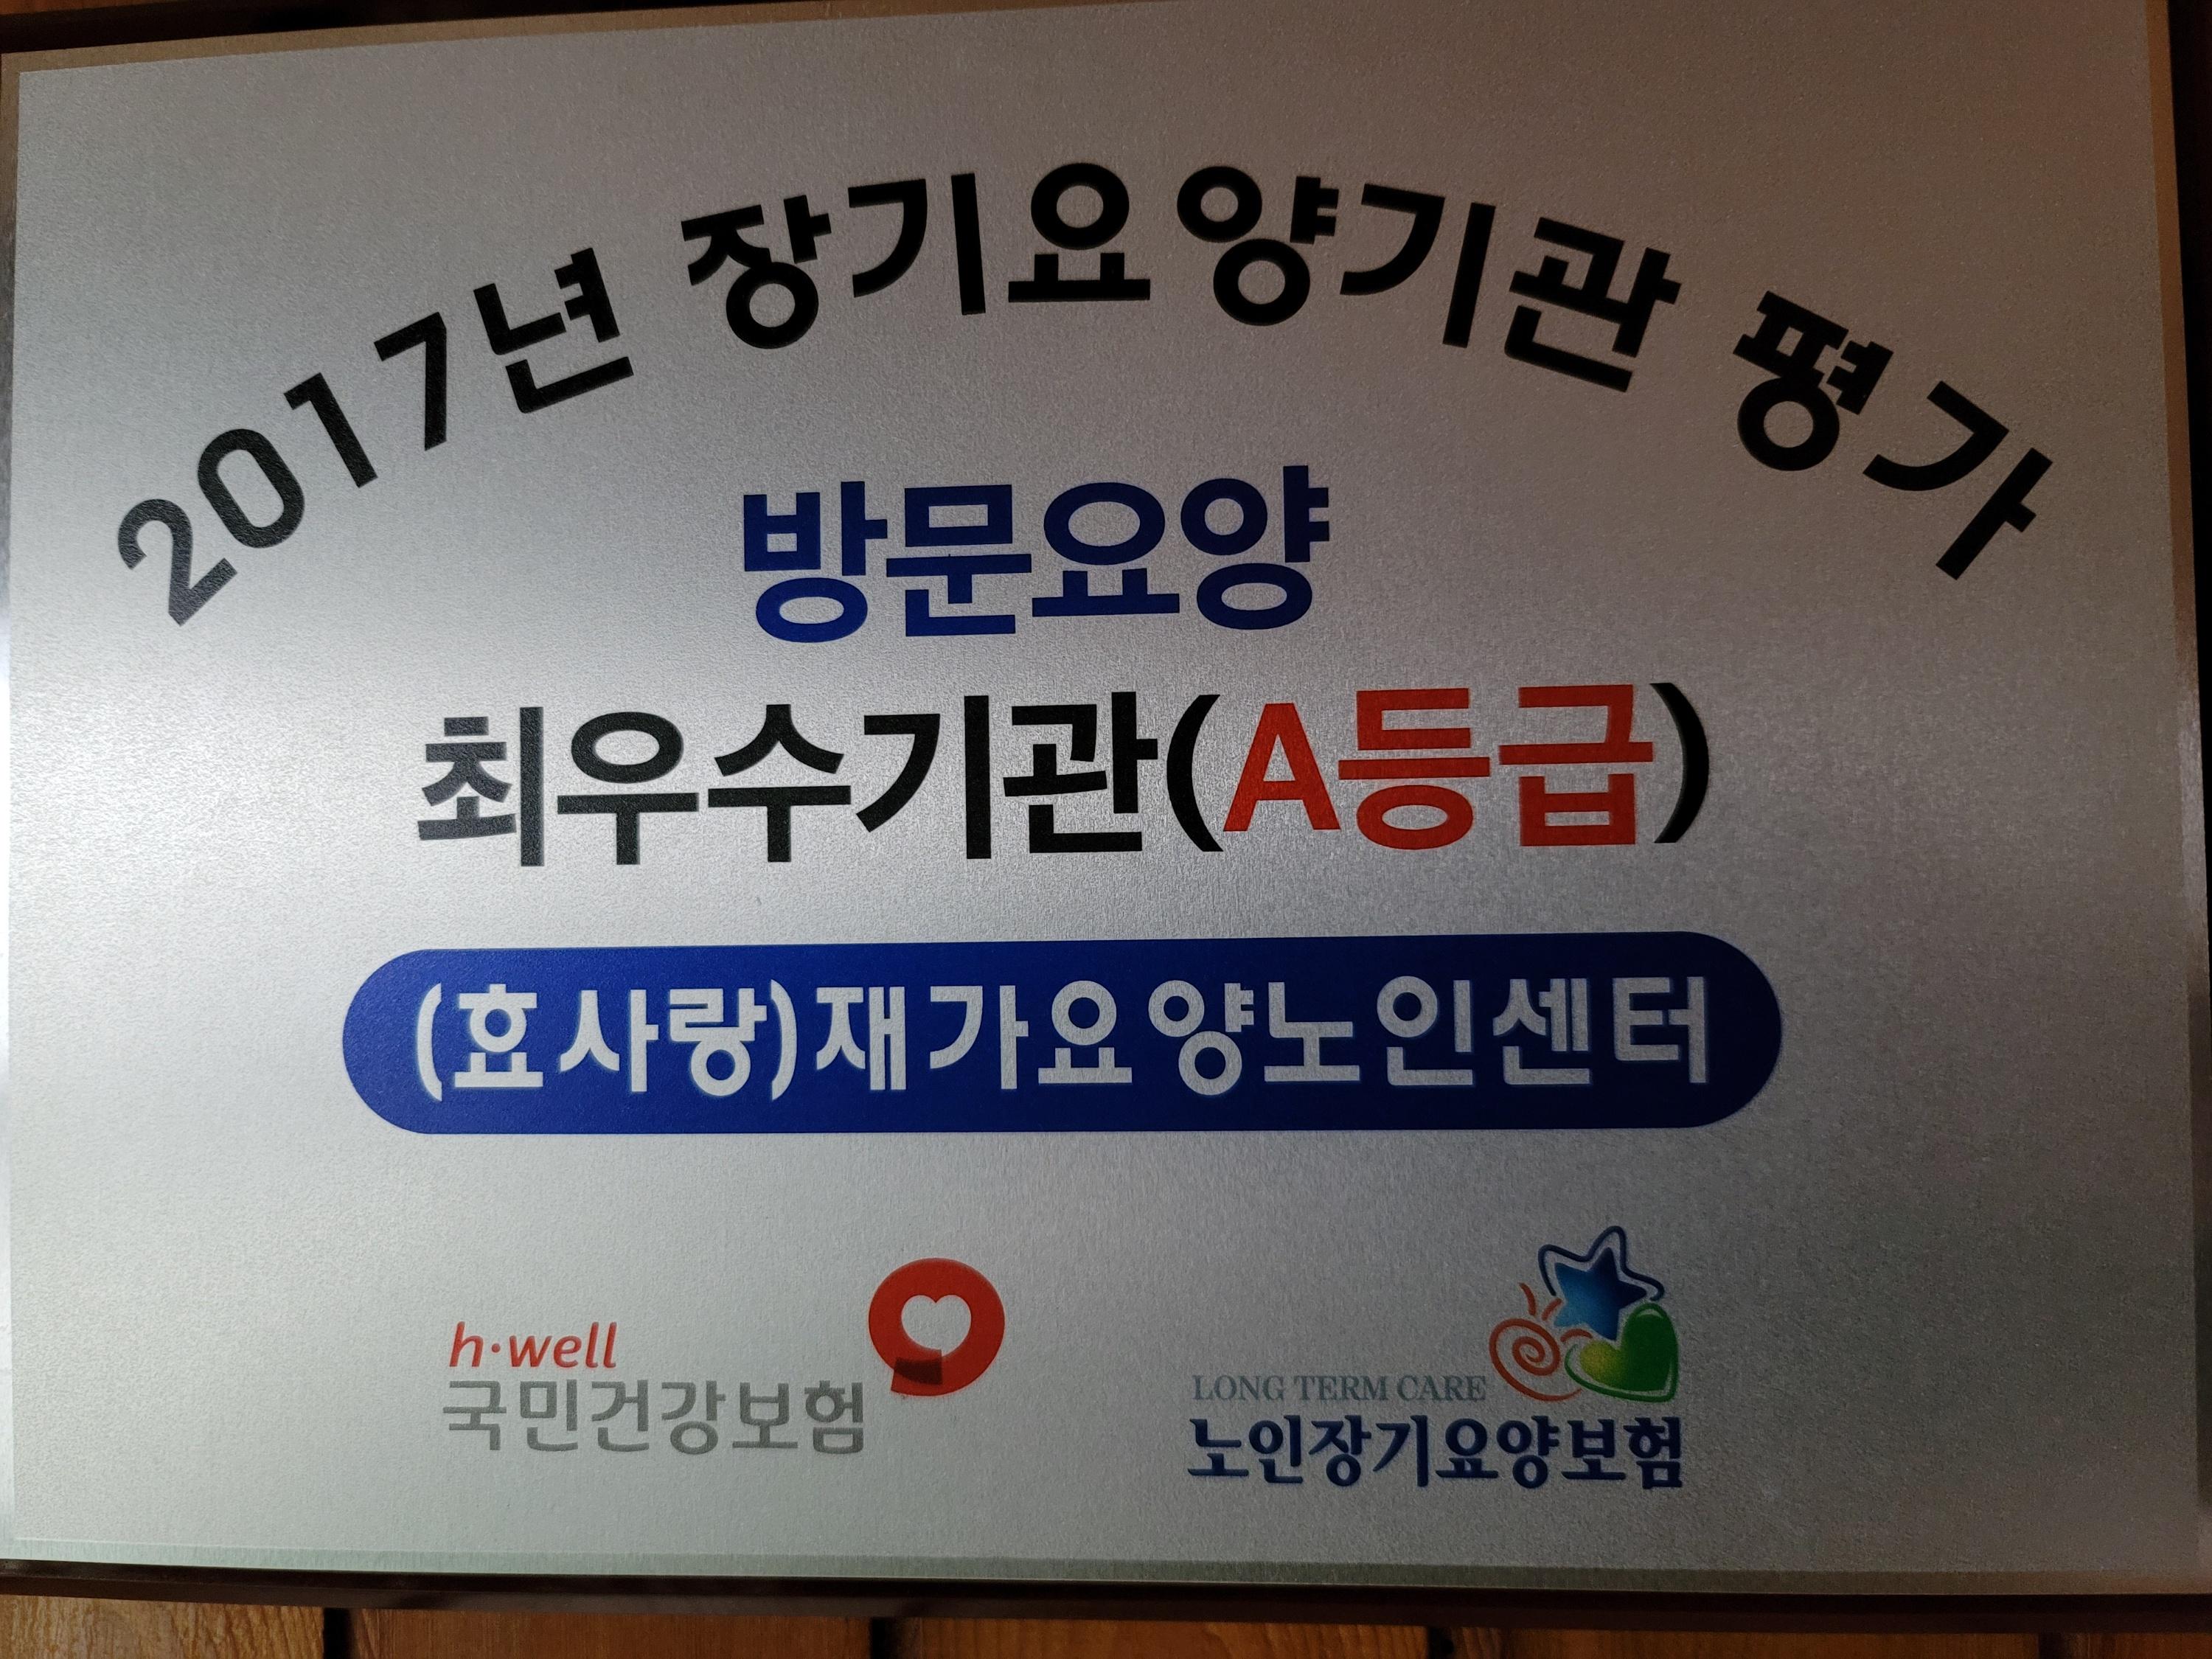 2017년 장기요양기관 평가
방문요양
최우수기관(A등급)
(효사랑)재가요양노인센터
h·well
국민건강보험
LONG TERM CARE
노인장기요양보험